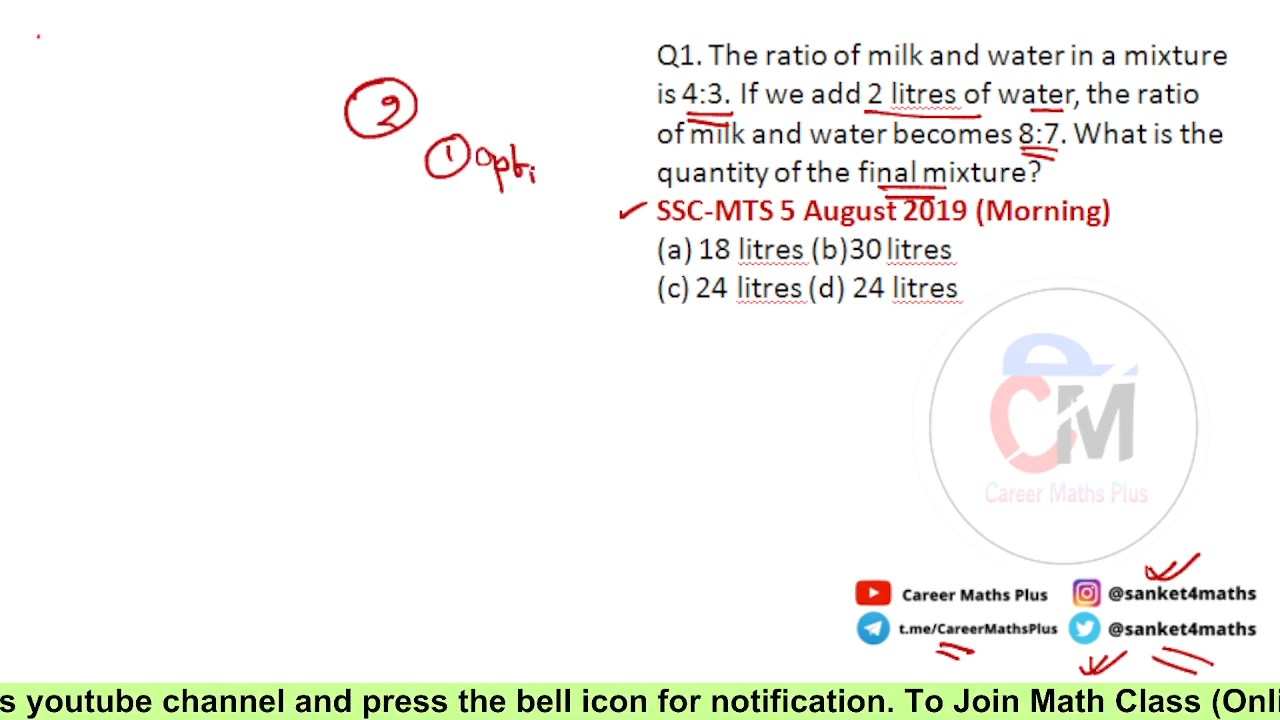 2
1 opti
Q1. The ratio of milk and water in a mixture
is 4:3. If we add 2 litres of water, the ratio
of milk and water becomes 8:7. What is the
quantity of the final mixture?
SSC-MTS 5 August 2019 (Morning)
(a) 18 litres (b)30 litres
(c) 24 litres (d) 24 litres
CM
Career Maths Plus
Career Maths Plus @sanket4maths
t.me/CareerMathsPlus @sanket4maths
s youtube channel and press the bell icon for notification. To Join Math Class (Onli